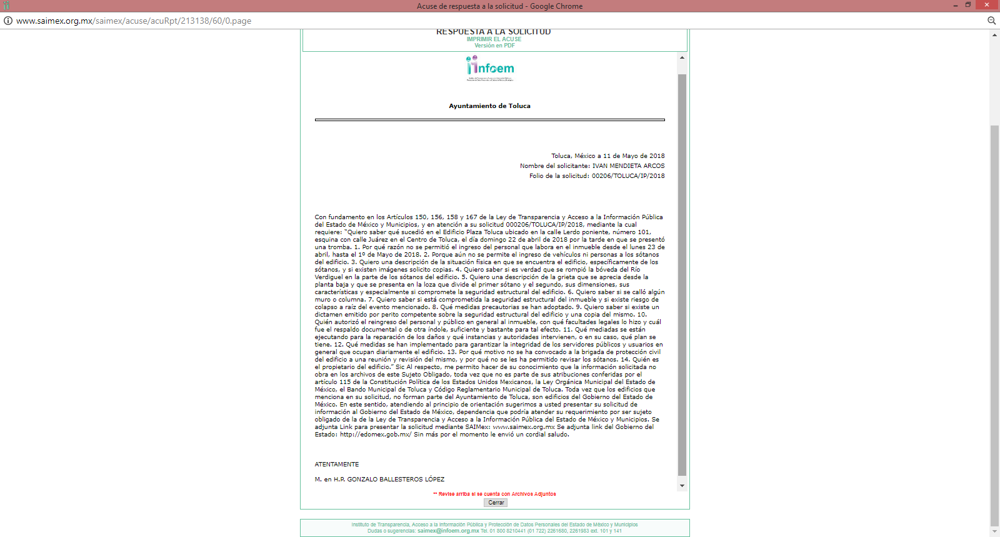 Acuse de respuesta a la solicitud - Google Chrome
www.saimex.org.mx/saimex/acuse/acuRpt/213138/60/0.page
RESPUESTA A LA SOLICITUD
IMPRIMIR EL ACUSE
Versión en PDF
infoem
Ayuntamiento de Toluca
Toluca, México a 11 de Mayo de 2018
Nombre del solicitante: IVAN MENDIETA ARCOS
Folio de la solicitud: 00206/TOLUCA/IP/2018
Con fundamento en los Artículos 150, 156, 158 y 167 de la Ley de Transparencia y Acceso a la Información Pública
del Estado de México y Municipios, y en atención a su solicitud 000206/TOLUCA/IP/2018, mediante la cual
requiere: “Quiero saber qué sucedió en el Edificio Plaza Toluca ubicado en la calle Lerdo poniente, número 101,
esquina con calle Juárez en el Centro de Toluca, el día domingo 22 de abril de 2018 por la tarde en que se presentó
una tromba. 1. Por qué razón no se permitió el ingreso del personal que labora en el inmueble desde el lunes 23 de
abril, hasta el 1º de Mayo de 2018. 2. Porque aún no se permite el ingreso de vehículos ni personas a los sótanos
del edificio. 3. Quiero una descripción de la situación física en que se encuentra el edificio, específicamente de los
sótanos, y si existen imágenes solicito copias. 4. Quiero saber si es verdad que se rompió la bóveda del Río
Verdiguel en la parte de los sótanos del edificio. 5. Quiero una descripción de la grieta que se aprecia desde la
planta baja y que se presenta en la loza que divide el primer sótano y el segundo, sus dimensiones, sus
características y especialmente si compromete la seguridad estructural del edificio. 6. Quiero saber si se calló algún
muro o columna. 7. Quiero saber si está comprometida la seguridad estructural del inmueble y si existe riesgo de
colapso a raíz del evento mencionado. 8. Qué medidas precautorias se han adoptado. 9. Quiero saber si existe un
dictamen emitido por perito competente sobre la seguridad estructural del edificio y una copia del mismo. 10.
Quién autorizó el reingreso del personal y público en general al inmueble, con qué facultades legales lo hizo y cuál
fue el respaldo documental o de otra índole, suficiente y bastante para tal efecto. 11. Qué mediadas se están
ejecutando para la reparación de los daños y qué instancias y autoridades intervienen, o en su caso, qué plan se
tiene. 12. Qué medidas se han implementado para garantizar la integridad de los servidores públicos y usuarios en
general que ocupan diariamente el edificio. 13. Por qué motivo no se ha convocado a la brigada de protección civil
del edificio a una reunión y revisión del mismo, y por qué no se les ha permitido revisar los sótanos. 14. Quién es
el propietario del edificio.” Sic Al respecto, me permito hacer de su conocimiento que la información solicitada no
obra en los archivos de este Sujeto Obligado, toda vez que no es parte de sus atribuciones conferidas por el
artículo 115 de la Constitución Política de los Estados Unidos Mexicanos, la Ley Orgánica Municipal del Estado de
México, el Bando Municipal de Toluca y Código Reglamentario Municipal de Toluca. Toda vez que los edificios que
menciona en su solicitud, no forman parte del Ayuntamiento de Toluca, son edificios del Gobierno del Estado de
México. En este sentido, atendiendo al principio de orientación sugerimos a usted presentar su solicitud de
información al Gobierno del Estado de México, dependencia que podría atender su requerimiento por ser sujeto
obligado de la de la Ley de Transparencia y Acceso a la Información Pública del Estado de México y Municipios. Se
adjunta Link para presentar la solicitud mediante SAIMex: www.saimex.org.mx Se adjunta link del Gobierno del
Estado: http://edomex.gob.mx/ Sin más por el momento le envió un cordial saludo.
ATENTAMENTE
M. en H.P. GONZALO BALLESTEROS LÓPEZ
** Revise arriba si se cuenta con Archivos Adjuntos
Cerrar
Instituto de Transparencia, Acceso a la Información Pública y Protección de Datos Personales del Estado de México y Municipios
Dudas o sugerencias: saimex@infoem.org.mx Tel. 01 800 8210441 (01 722) 2261680, 2261983 ext. 101 y 141